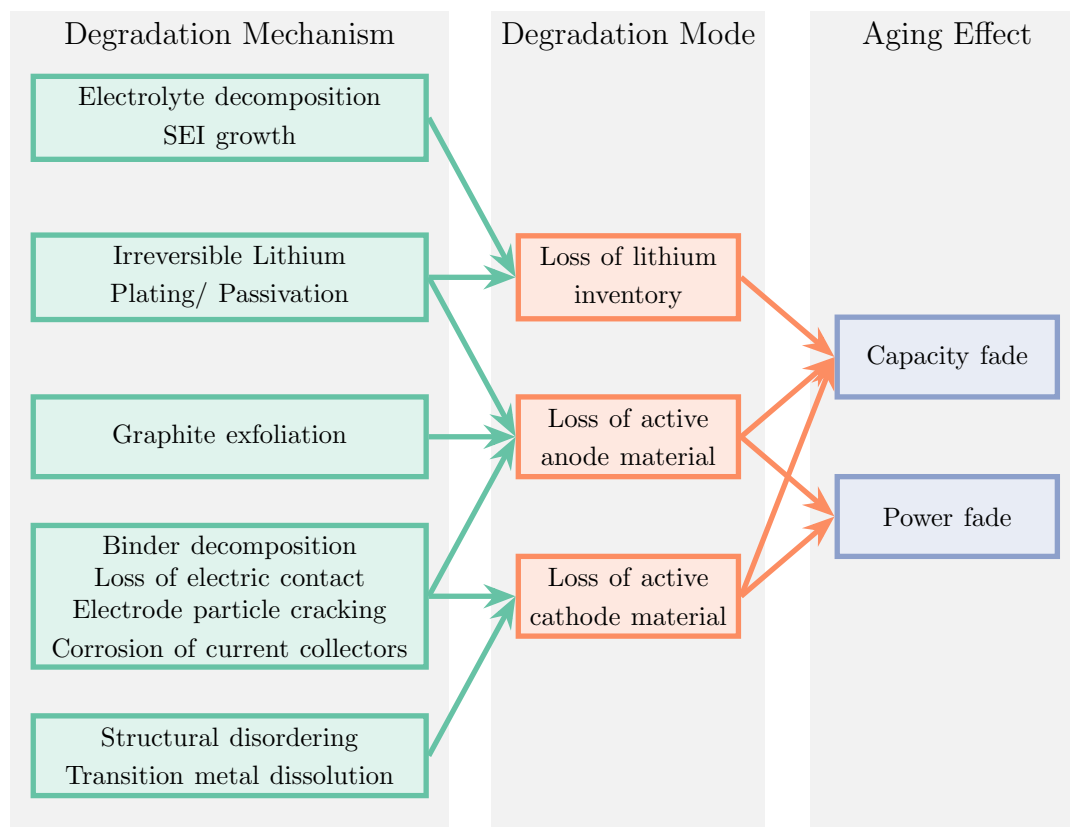 Degradation Mechanism
Degradation Mode
Aging Effect
Electrolyte decomposition
SEI growth
Irreversible Lithium
Plating/ Passivation
Graphite exfoliation
Binder decomposition
Loss of electric contact
Electrode particle cracking
Corrosion of current collectors
Structural disordering
Transition metal dissolution
Loss of lithium
inventory
Loss of active
anode material
Loss of active
cathode material
Capacity fade
Power fade